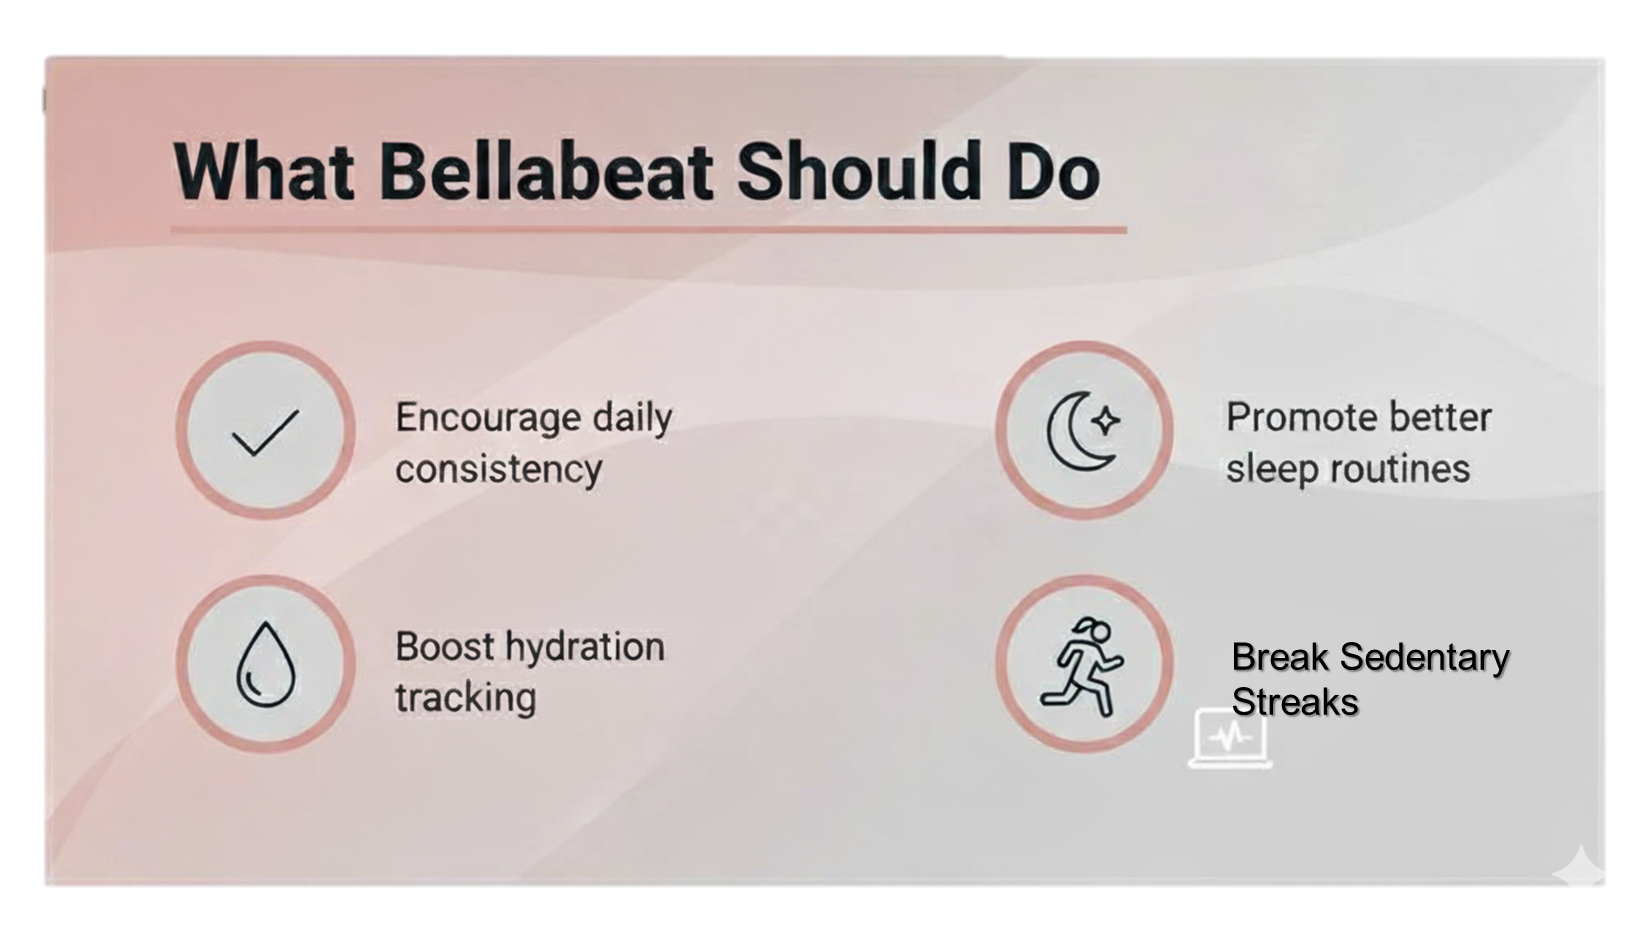 What Bellabeat Should Do
Encourage daily
consistency
Promote better
sleep routines
Boost hydration
tracking
Break Sedentary
Streaks